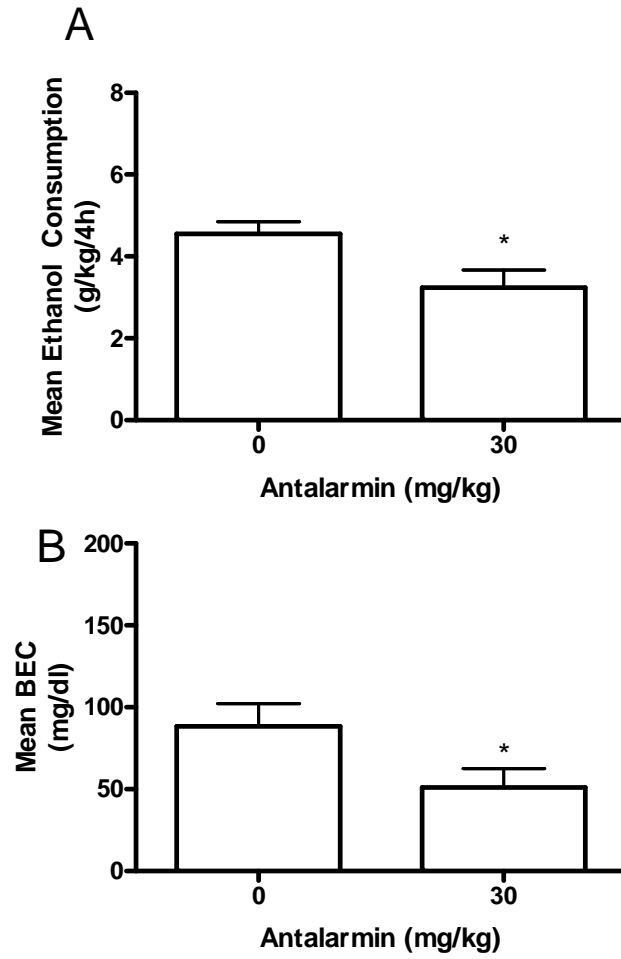 A
Mean Ethanol Consumption
(g/kg/4h)
8
6
4
2
0
*
0
30
Antalarmin (mg/kg)
B
Mean BEC
(mg/dl)
200
150
100
50
0
*
0
30
Antalarmin (mg/kg)